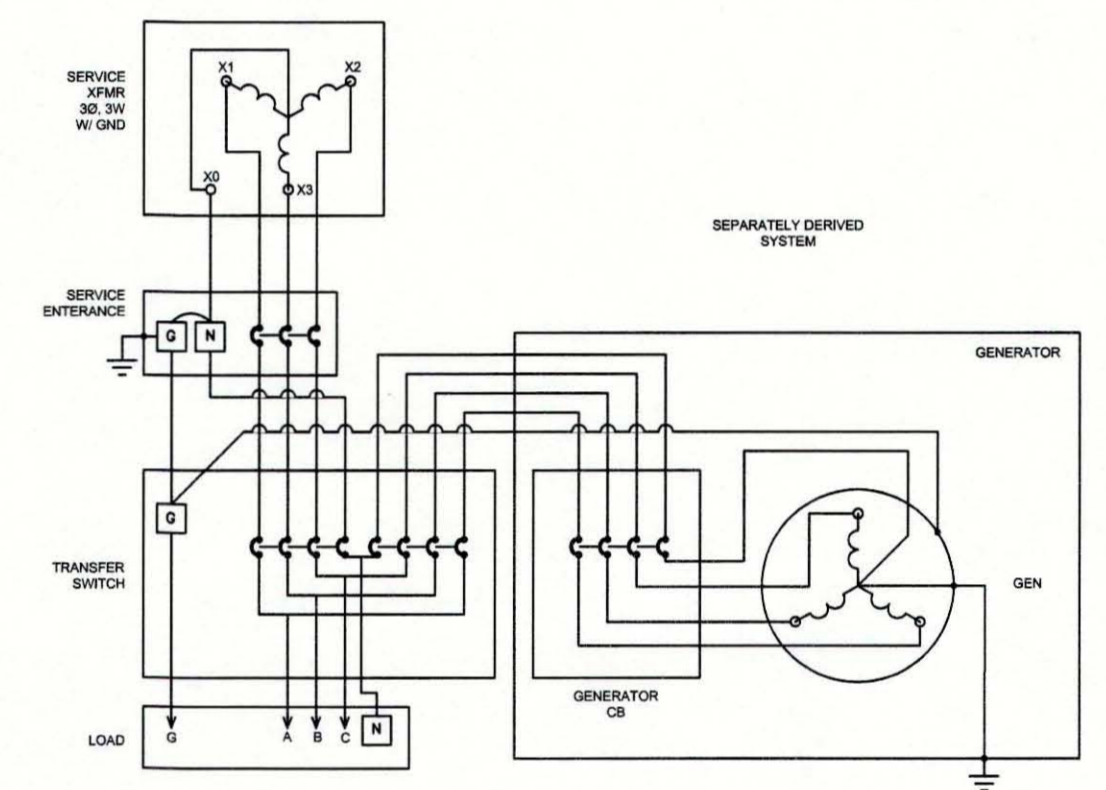 SERVICE
XFMR
3Ø, 3W
W/ GND
X1
X2
X0
X3
SEPARATELY DERIVED
SYSTEM
SERVICE
ENTERANCE
G
N
GENERATOR
G
TRANSFER
SWITCH
GEN
GENERATOR
CB
LOAD
G
A
B
C
N